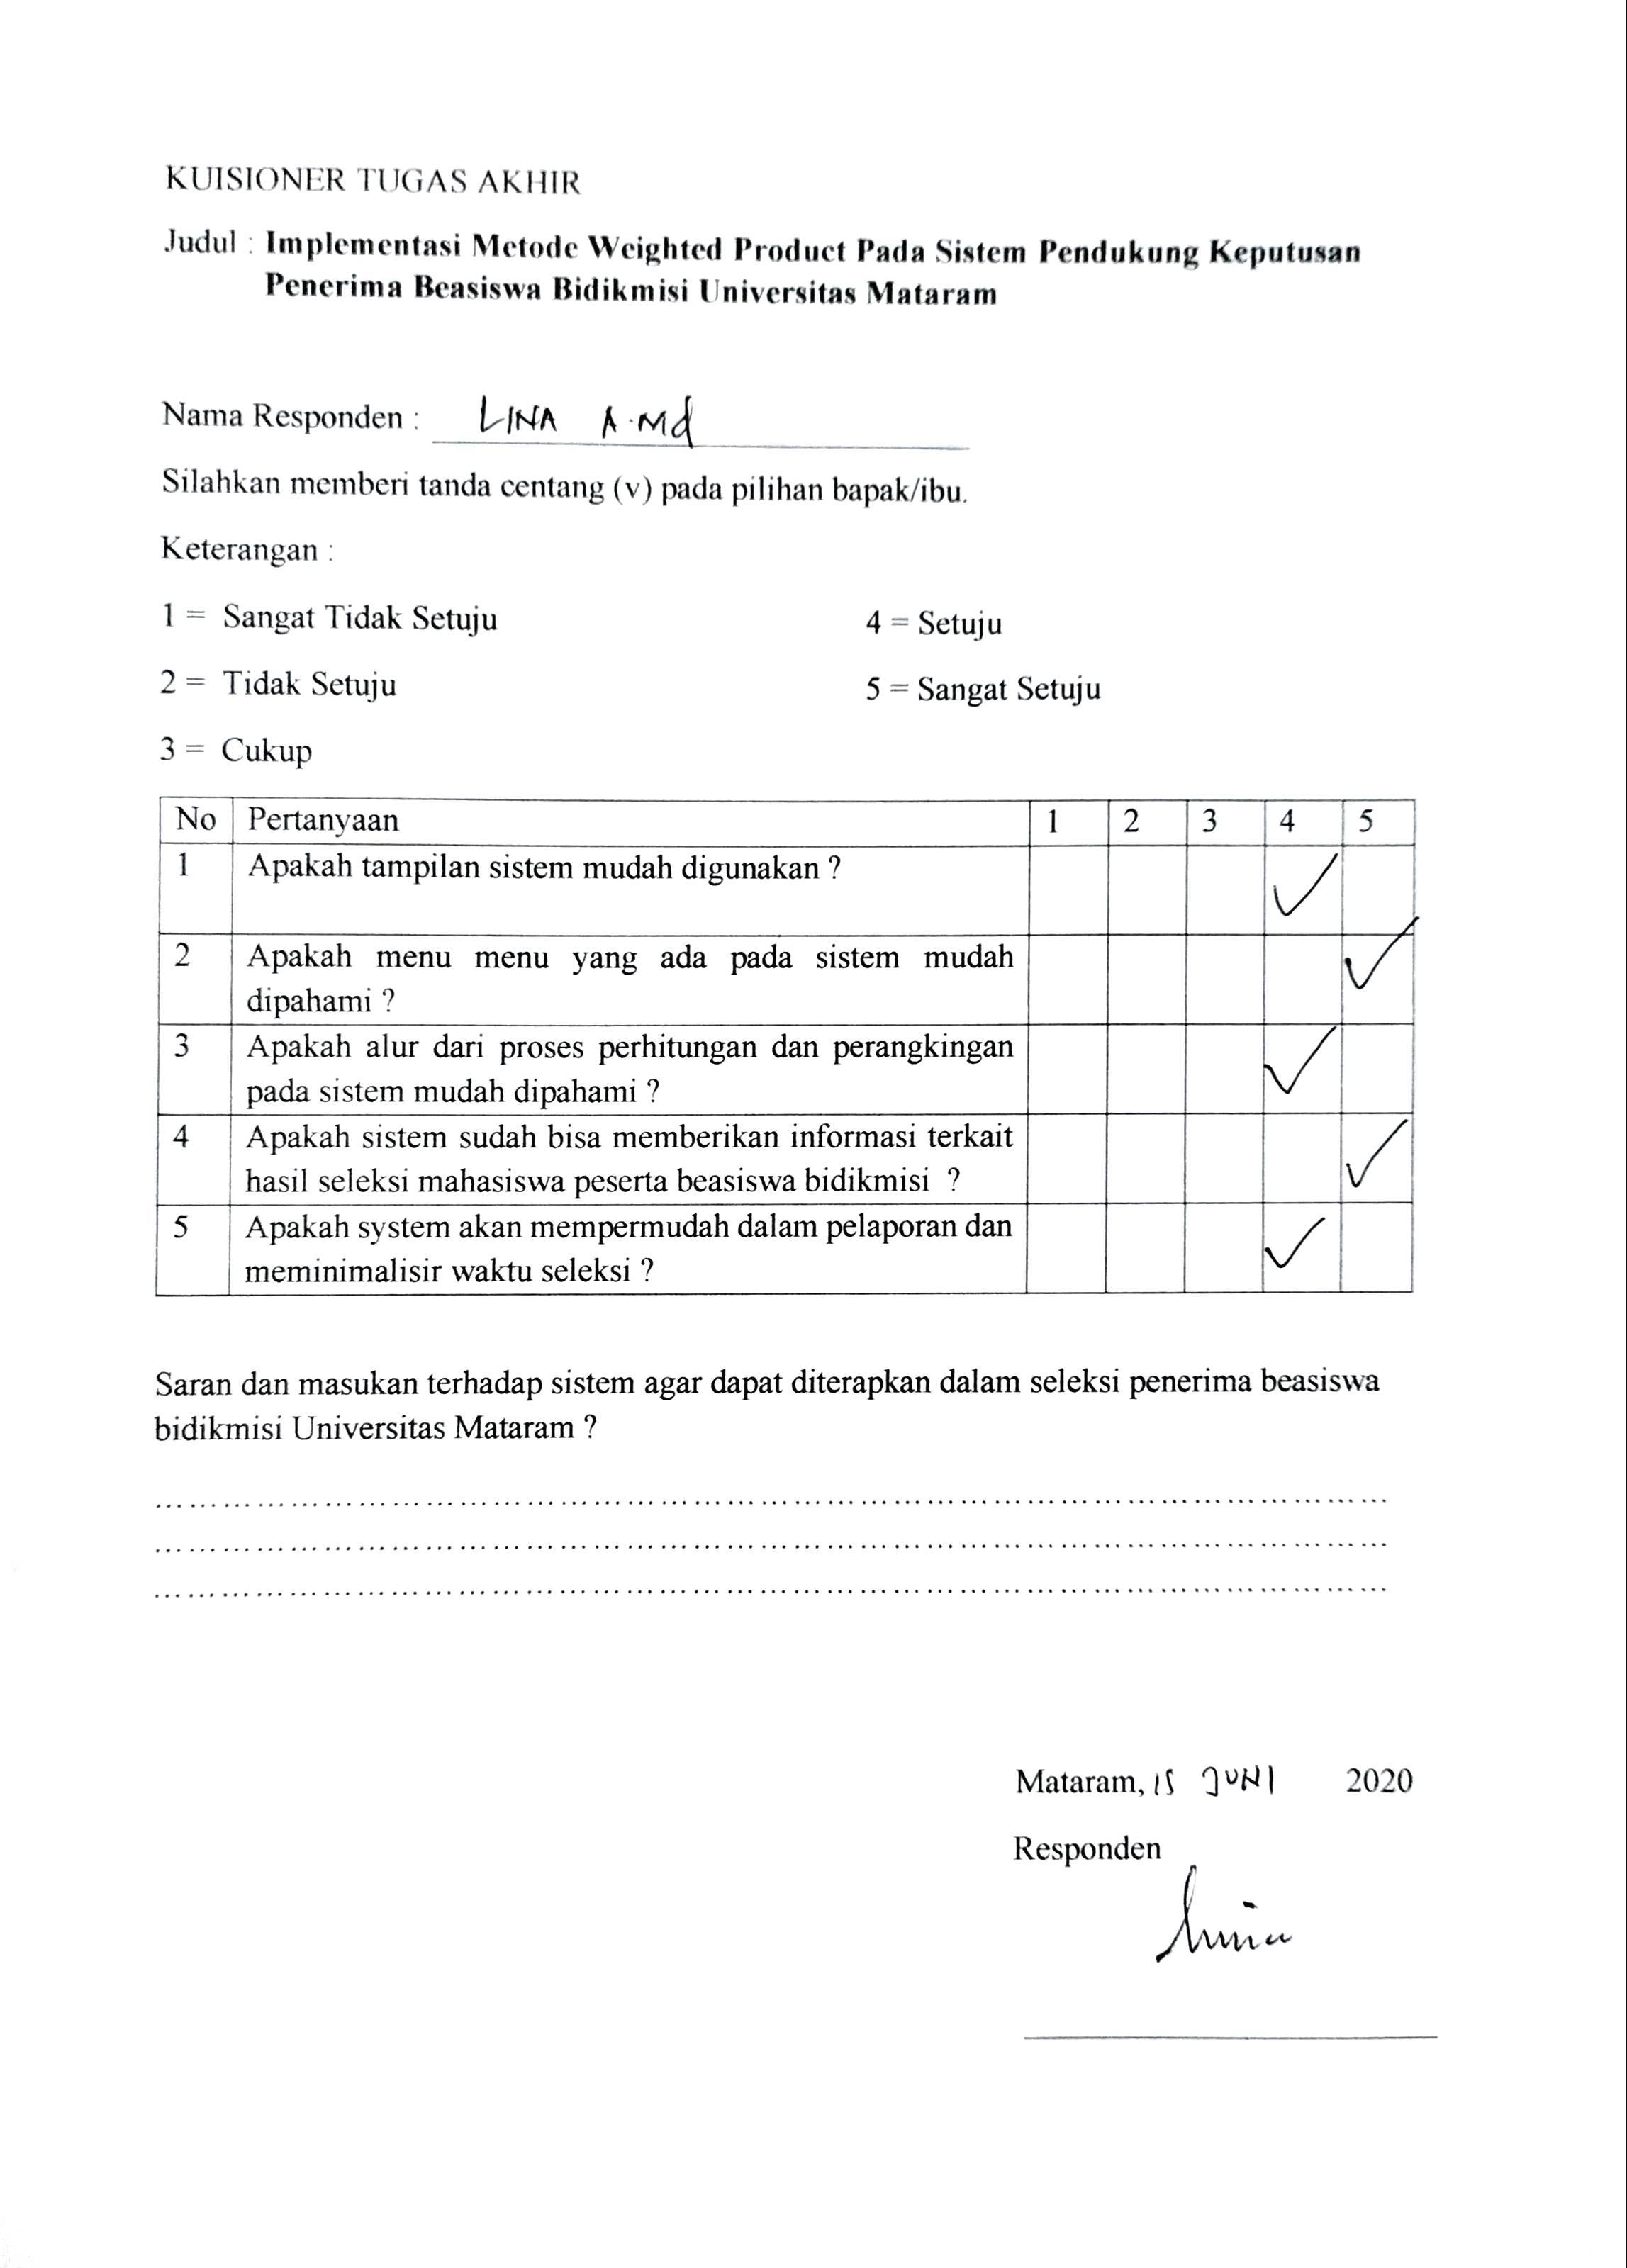 KUISIONER TUGAS AKHIR
Judul : Implementasi Metode Weighted Product Pada Sistem Pendukung Keputusan
Penerima Beasiswa Bidikmisi Universitas Mataram
Nama Responden : LINA A.Md
Silahkan memberi tanda centang (v) pada pilihan bapak/ibu.
Keterangan :
1 = Sangat Tidak Setuju 4 = Setuju
2 = Tidak Setuju 5 = Sangat Setuju
3 = Cukup
No Pertanyaan 1 2 3 4 5
1 Apakah tampilan sistem mudah digunakan ? ✓
2 Apakah menu menu yang ada pada sistem mudah
dipahami ? ✓
3 Apakah alur dari proses perhitungan dan perangkingan
pada sistem mudah dipahami ? ✓
4 Apakah sistem sudah bisa memberikan informasi terkait
hasil seleksi mahasiswa peserta beasiswa bidikmisi ? ✓
5 Apakah system akan mempermudah dalam pelaporan dan
meminimalisir waktu seleksi ? ✓
Saran dan masukan terhadap sistem agar dapat diterapkan dalam seleksi penerima beasiswa
bidikmisi Universitas Mataram ?
Mataram, 15 JUNI 2020
Responden